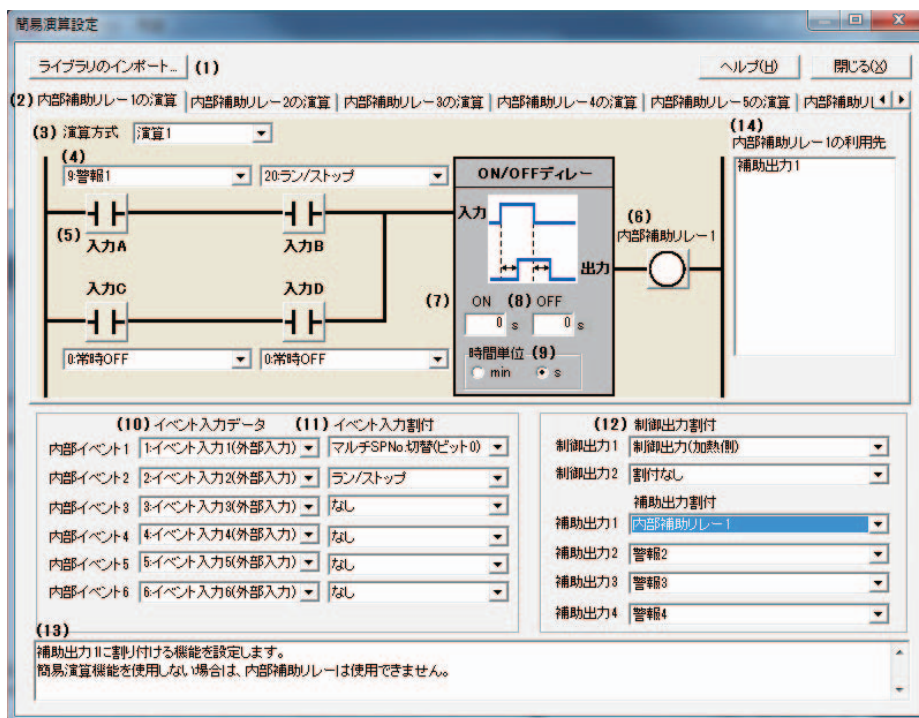 簡易演算設定
ライブラリのインポート... (1) ヘルプ(H) 閉じる(X)
(2) 内部補助リレー1の演算 内部補助リレー2の演算 内部補助リレー3の演算 内部補助リレー4の演算 内部補助リレー5の演算 内部補助リレ
(3) 演算方式 演算1
(14)
内部補助リレー1の利用先
補助出力1
(4)
9:警報1 20:ラン/ストップ
(5) 入力A 入力B
入力C 入力D
0:常時OFF 0:常時OFF
ON/OFFディレー
入力
出力
(7) ON (8) OFF
0 s 0 s
時間単位 (9)
min s
(6)
内部補助リレー1
(10) イベント入力データ (11) イベント入力割付
内部イベント1 1:イベント入力1(外部入力) マルチSPNo.切替(ビット0)
内部イベント2 2:イベント入力2(外部入力) ラン/ストップ
内部イベント3 3:イベント入力3(外部入力) なし
内部イベント4 4:イベント入力4(外部入力) なし
内部イベント5 5:イベント入力5(外部入力) なし
内部イベント6 6:イベント入力6(外部入力) なし
(12) 制御出力割付
制御出力1 制御出力(加熱側)
制御出力2 割付なし
補助出力割付
補助出力1 内部補助リレー1
補助出力2 警報2
補助出力3 警報3
補助出力4 警報4
(13)
補助出力1に割り付ける機能を設定します。
簡易演算機能を使用しない場合は、内部補助リレーは使用できません。